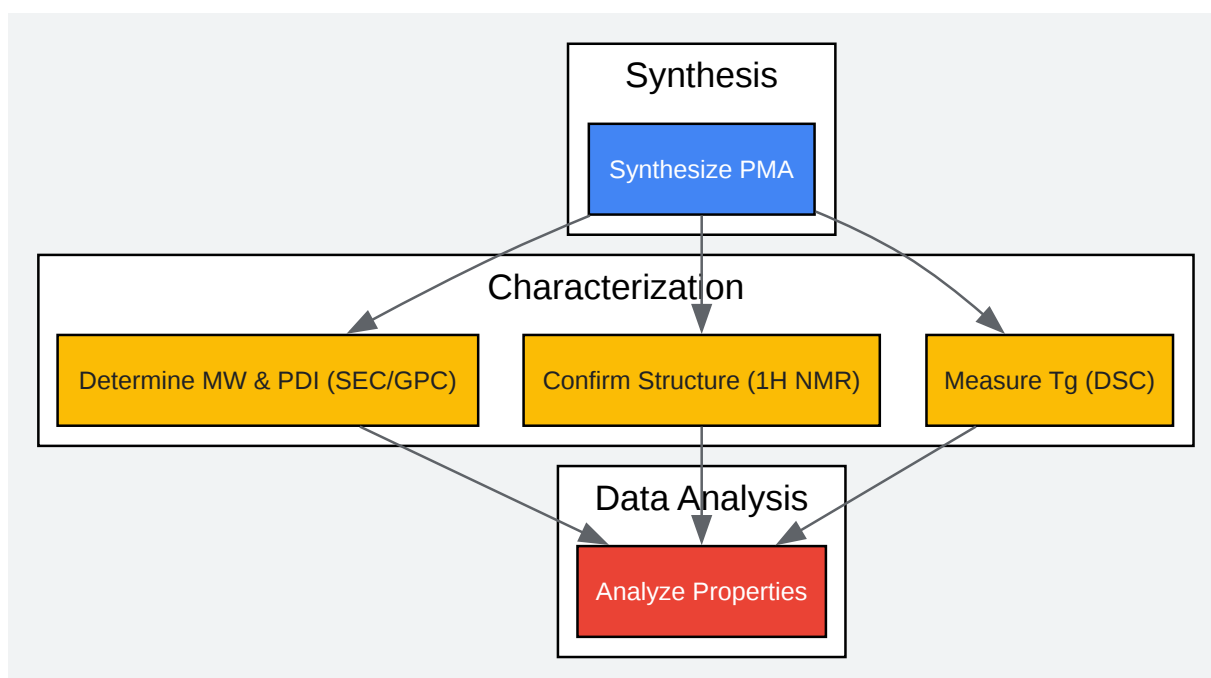 Synthesis
Synthesize PMA
Characterization
Determine MW & PDI (SEC/GPC)
Confirm Structure (1H NMR)
Measure Tg (DSC)
Data Analysis
Analyze Properties